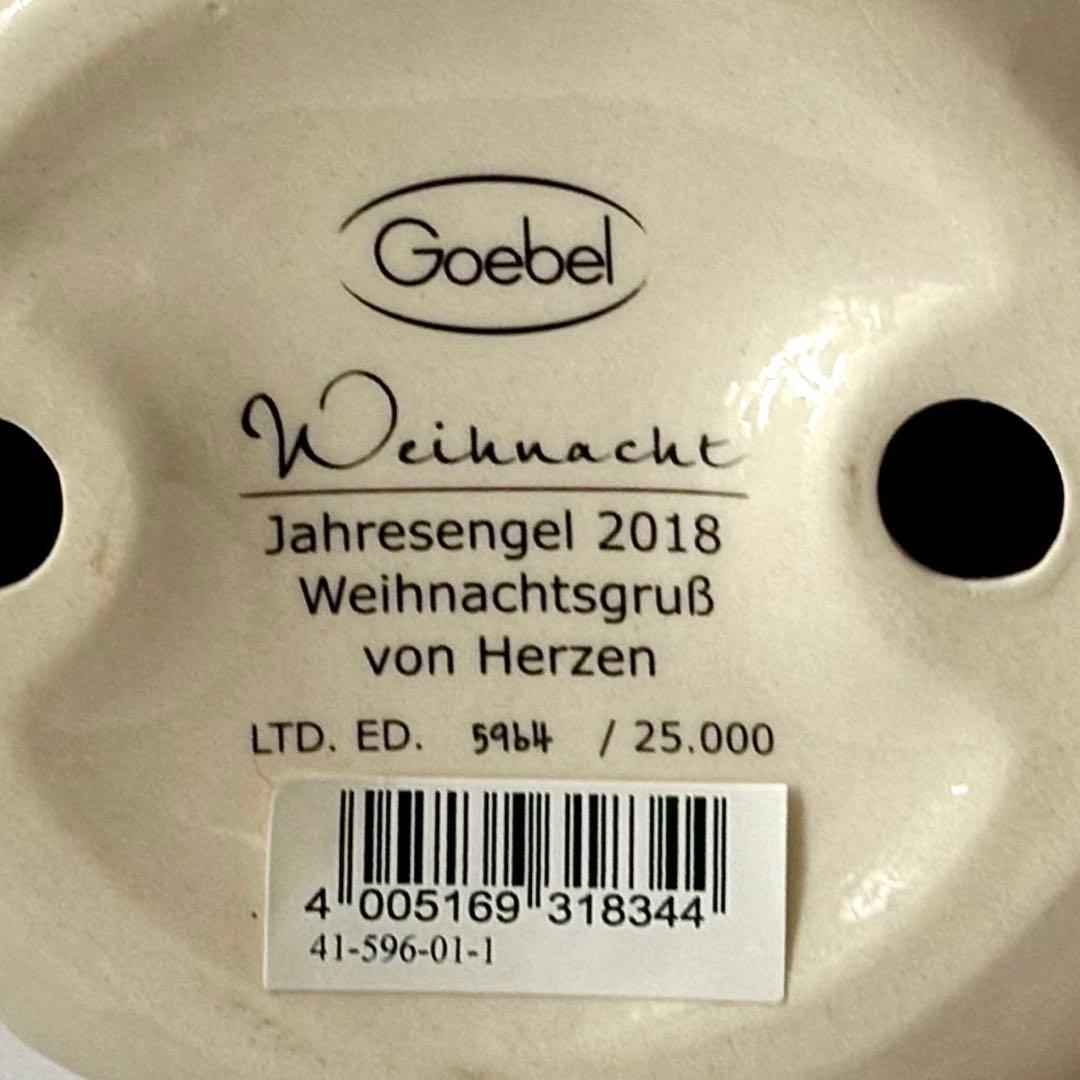 Goebel
Weihnacht
Jahresengel 2018
Weihnachtsgruß
von Herzen
LTD. ED. 5964 / 25.000
4 005169 318344
41-596-01-1